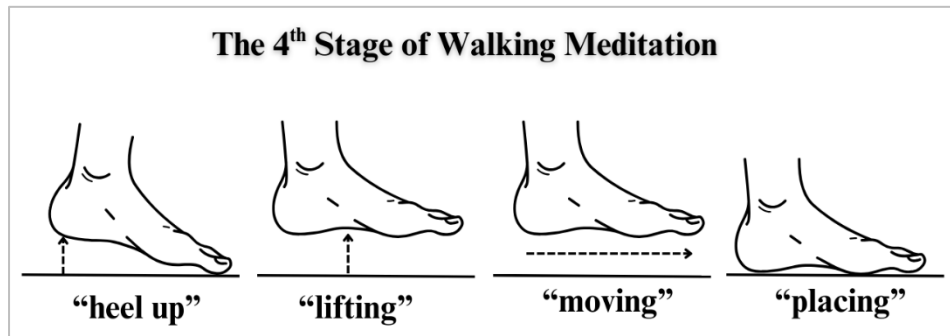 The 4th Stage of Walking Meditation
“heel up” “lifting” “moving” “placing”